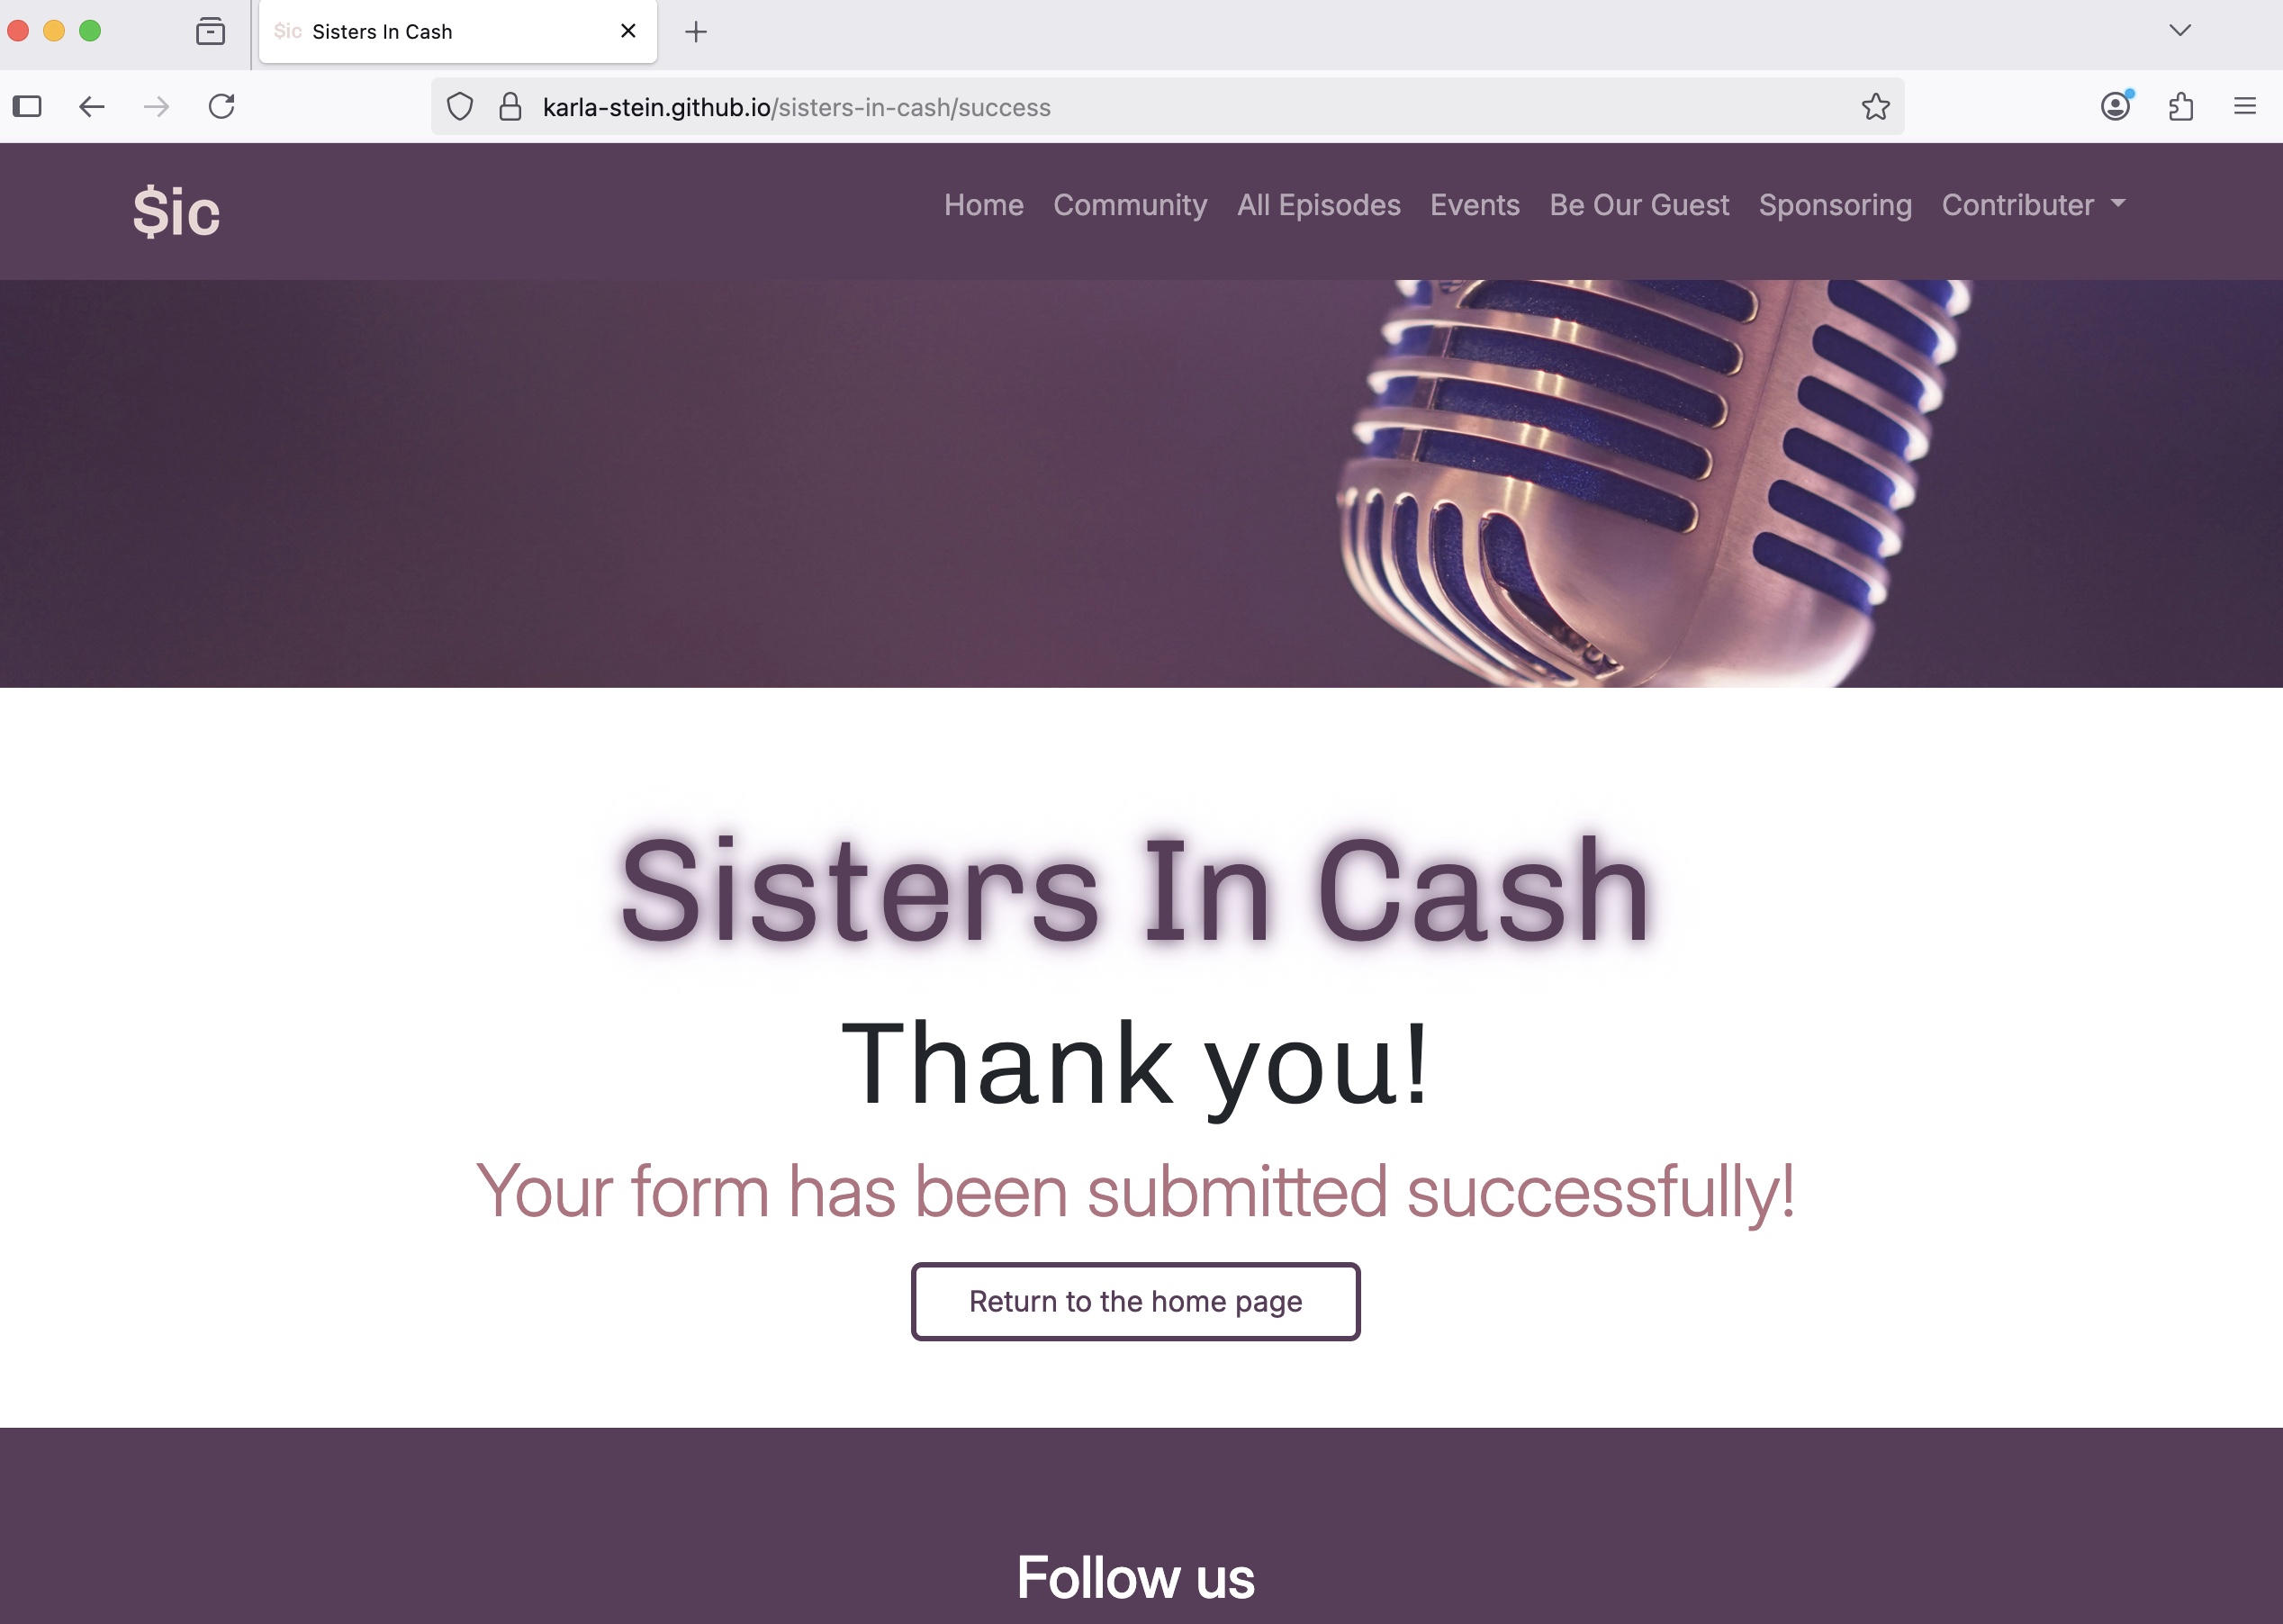 $ic Sisters In Cash
karla-stein.github.io/sisters-in-cash/success
$ic
Home Community All Episodes Events Be Our Guest Sponsoring Contributer
Sisters In Cash
Thank you!
Your form has been submitted successfully!
Return to the home page
Follow us